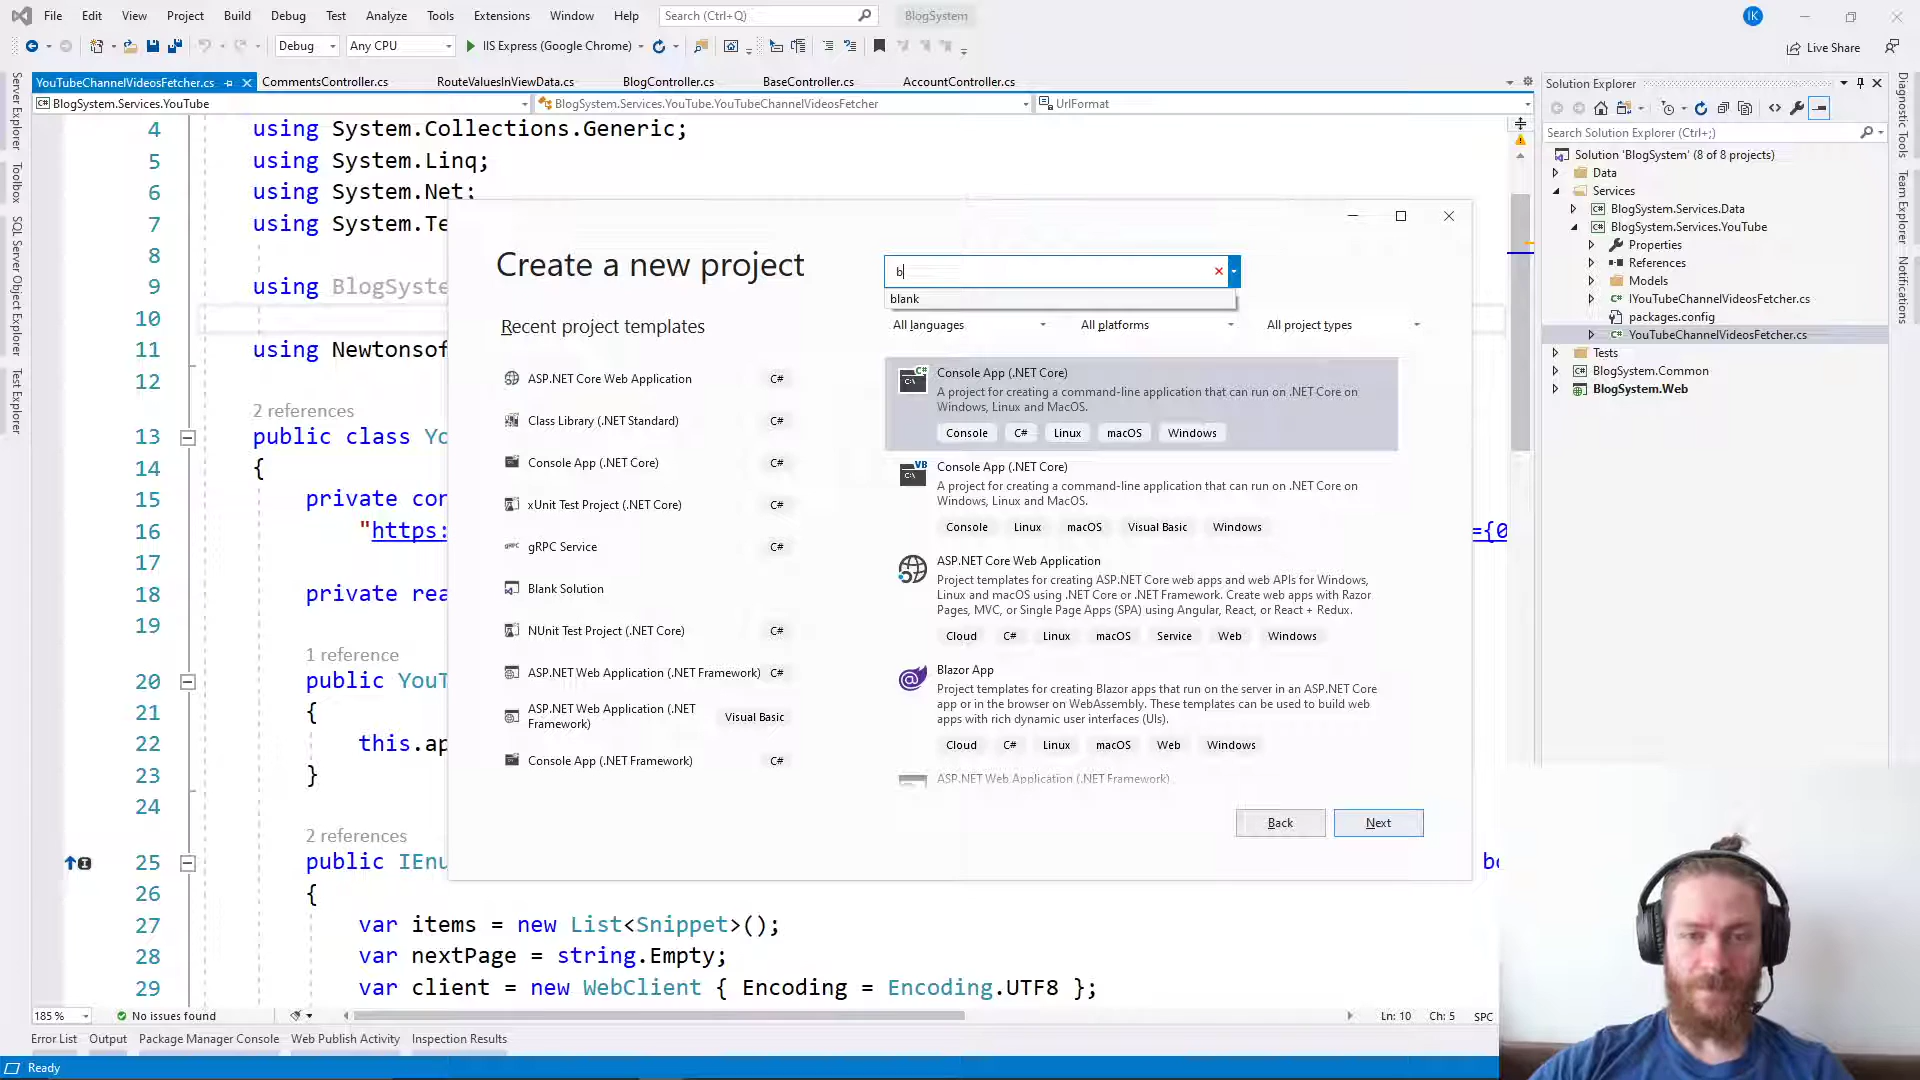 File Edit View Project Build Debug Test Analyze Tools Extensions Window Help Search (Ctrl+Q) BlogSystem IK
Debug Any CPU IIS Express (Google Chrome) Live Share
YouTubeChannelVideosFetcher.cs CommentsController.cs RouteValuesInViewData.cs BlogController.cs BaseController.cs AccountController.cs
BlogSystem.Services.YouTube BlogSystem.Services.YouTube.YouTubeChannelVideosFetcher UrlFormat
Server Explorer
Toolbox
SQL Server Object Explorer
Test Explorer
4 using System.Collections.Generic;
5 using System.Linq;
6 using System.Net;
7 using System.Te
8
9 using BlogSyste
10
11 using Newtonsof
12
2 references
13 public class Yo
14 {
15 private con
16 "https: ={0
17
18 private rea
19
1 reference
20 public YouT
21 {
22 this.ap
23 }
24
2 references
25 public IEnu bo
26 {
27 var items = new List<Snippet>();
28 var nextPage = string.Empty;
29 var client = new WebClient { Encoding = Encoding.UTF8 };
Create a new project
b
blank
Recent project templates
ASP.NET Core Web Application C#
Class Library (.NET Standard) C#
Console App (.NET Core) C#
xUnit Test Project (.NET Core) C#
gRPC gRPC Service C#
Blank Solution
NUnit Test Project (.NET Core) C#
ASP.NET Web Application (.NET Framework) C#
ASP.NET Web Application (.NET
Framework) Visual Basic
Console App (.NET Framework) C#
All languages All platforms All project types
C# Console App (.NET Core)
A project for creating a command-line application that can run on .NET Core on
Windows, Linux and MacOS.
Console C# Linux macOS Windows
VB Console App (.NET Core)
A project for creating a command-line application that can run on .NET Core on
Windows, Linux and MacOS.
Console Linux macOS Visual Basic Windows
ASP.NET Core Web Application
Project templates for creating ASP.NET Core web apps and web APIs for Windows,
Linux and macOS using .NET Core or .NET Framework. Create web apps with Razor
Pages, MVC, or Single Page Apps (SPA) using Angular, React, or React + Redux.
Cloud C# Linux macOS Service Web Windows
Blazor App
Project templates for creating Blazor apps that run on the server in an ASP.NET Core
app or in the browser on WebAssembly. These templates can be used to build web
apps with rich dynamic user interfaces (UIs).
Cloud C# Linux macOS Web Windows
ASP.NET Web Application (.NET Framework)
Back Next
Solution Explorer
Search Solution Explorer (Ctrl+;)
Solution 'BlogSystem' (8 of 8 projects)
Data
Services
BlogSystem.Services.Data
BlogSystem.Services.YouTube
Properties
References
Models
IYouTubeChannelVideosFetcher.cs
packages.config
YouTubeChannelVideosFetcher.cs
Tests
BlogSystem.Common
BlogSystem.Web
Diagnostic Tools
Team Explorer
Notifications
185 % No issues found Ln: 10 Ch: 5 SPC
Error List Output Package Manager Console Web Publish Activity Inspection Results
Ready